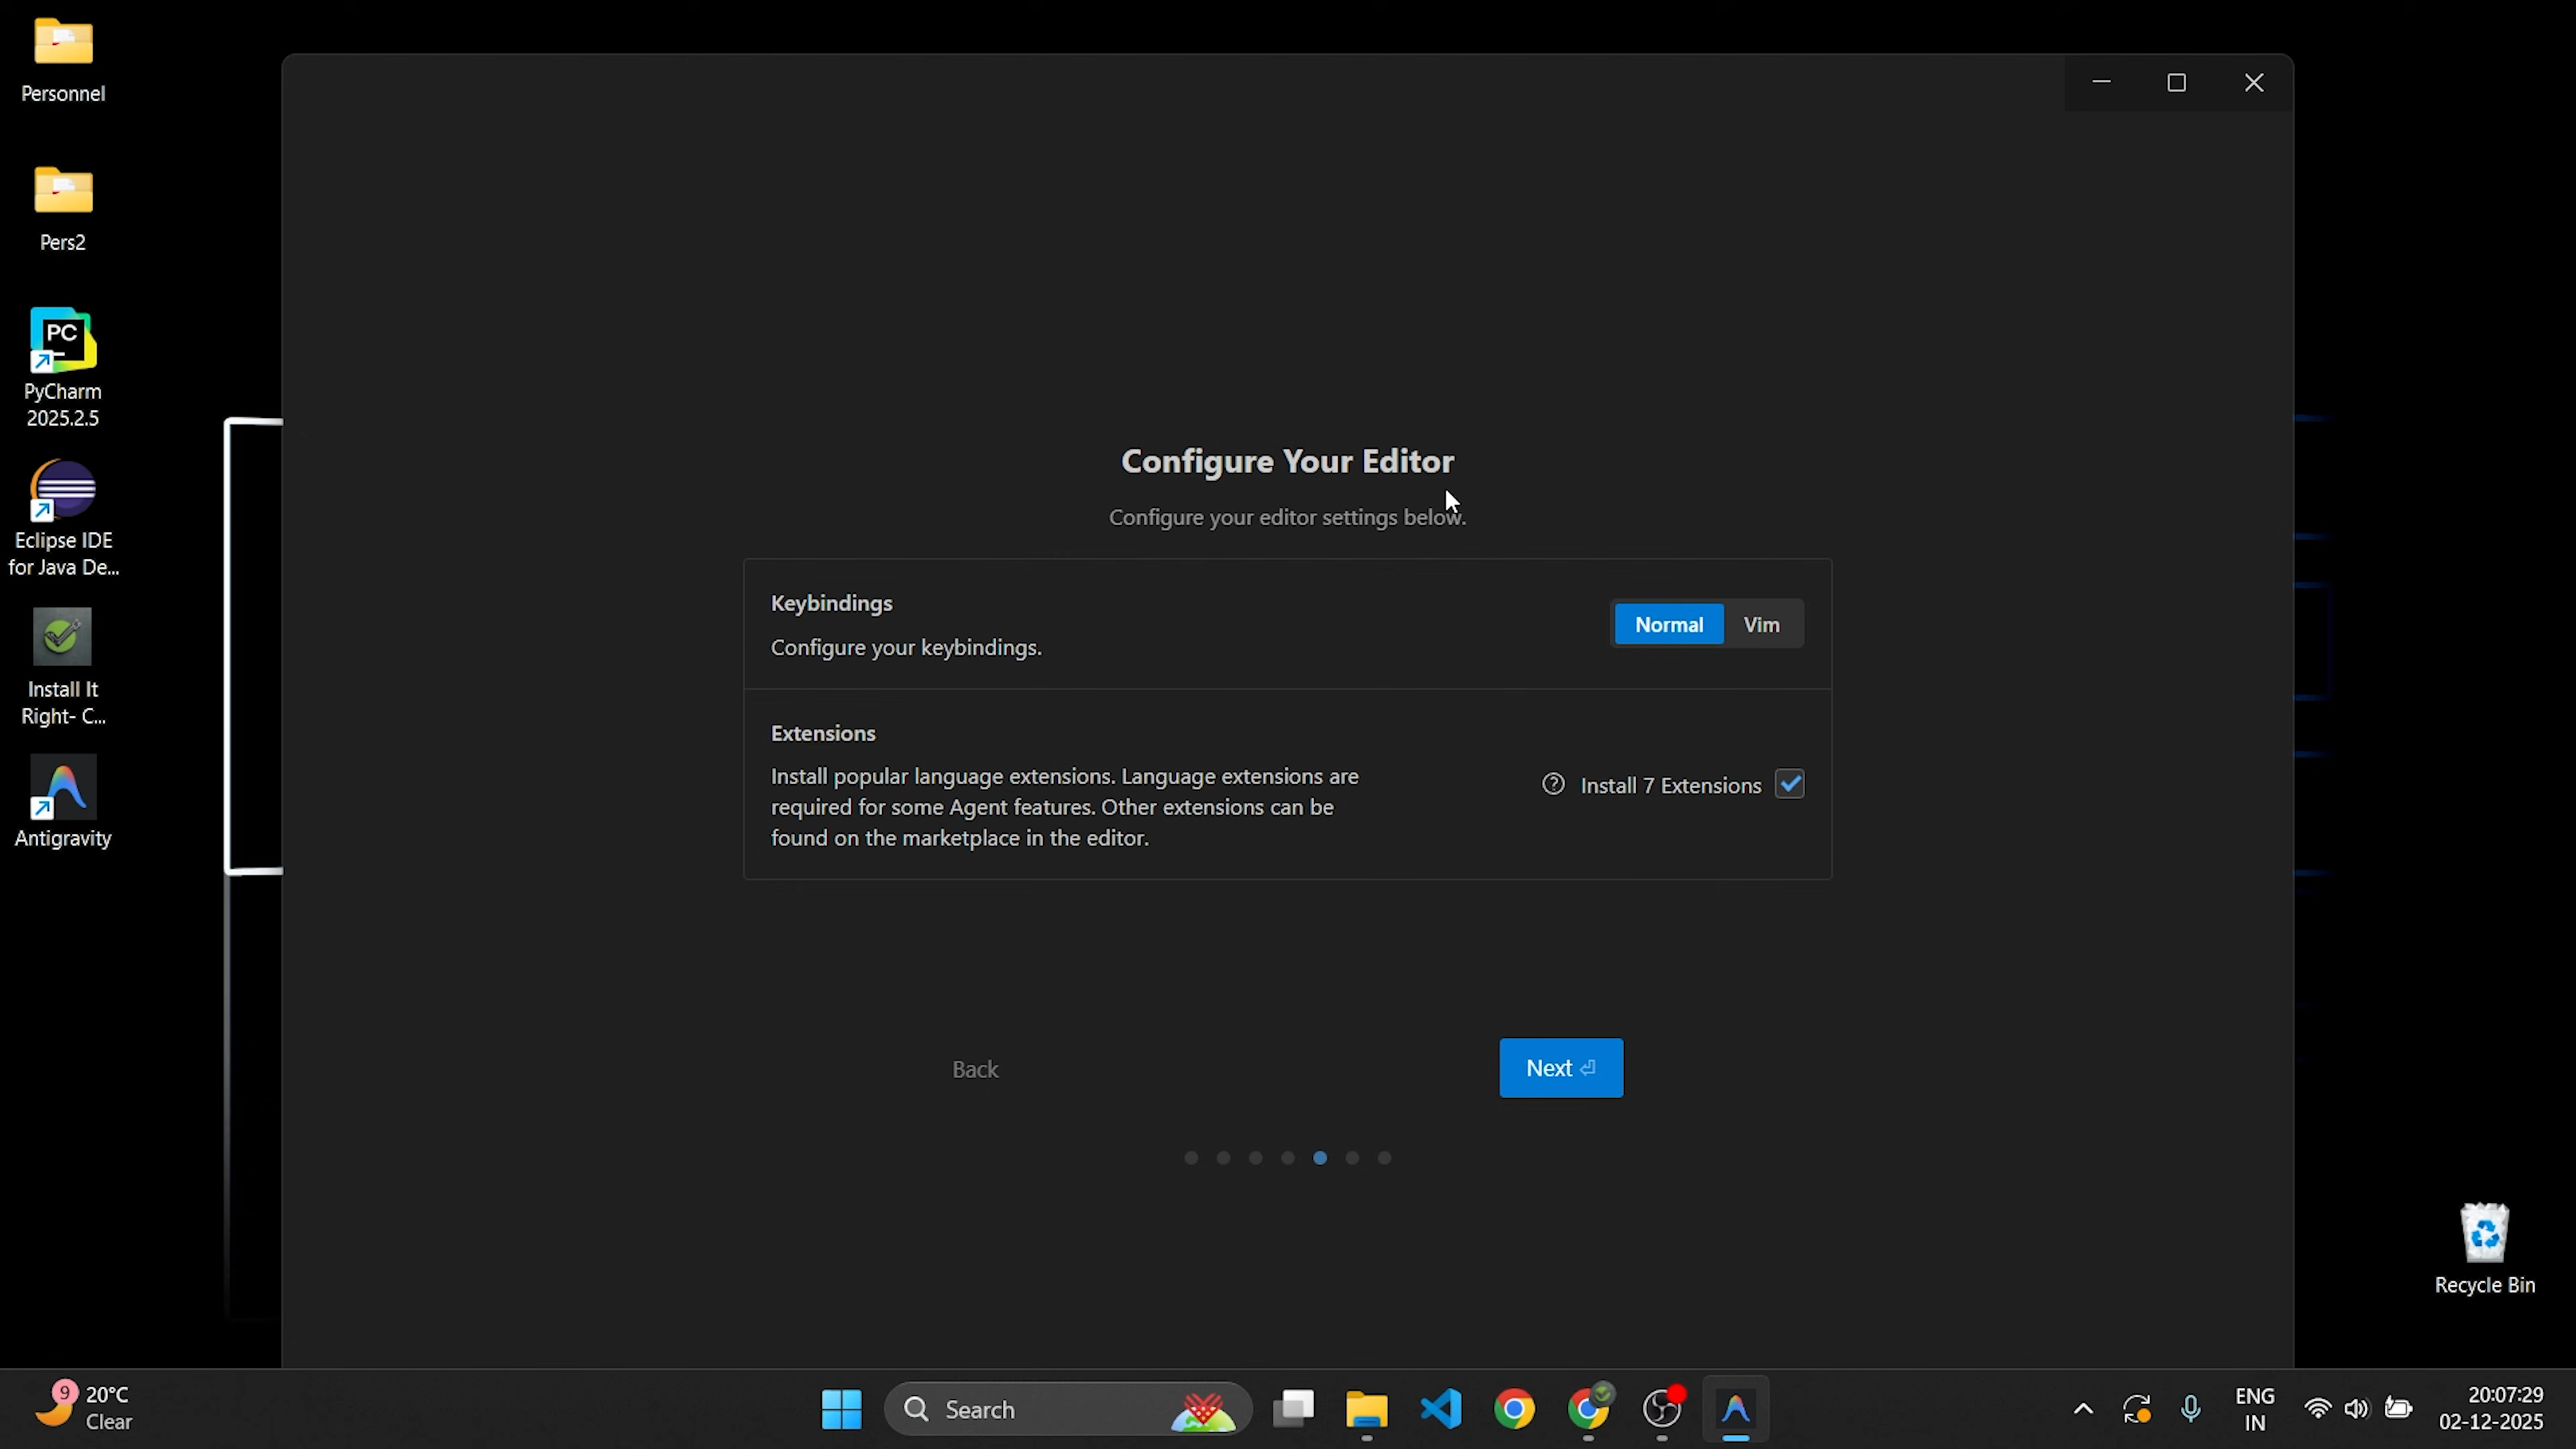 Personnel
Pers2
PC
PyCharm
2025.2.5
Eclipse IDE
for Java De...
Install It
Right- C...
Antigravity
Configure Your Editor
Configure your editor settings below.
Keybindings
Configure your keybindings.
Normal
Vim
Extensions
Install popular language extensions. Language extensions are
required for some Agent features. Other extensions can be
found on the marketplace in the editor.
Install 7 Extensions
Back
Next
Recycle Bin
9
20°C
Clear
Search
ENG
IN
20:07:29
02-12-2025